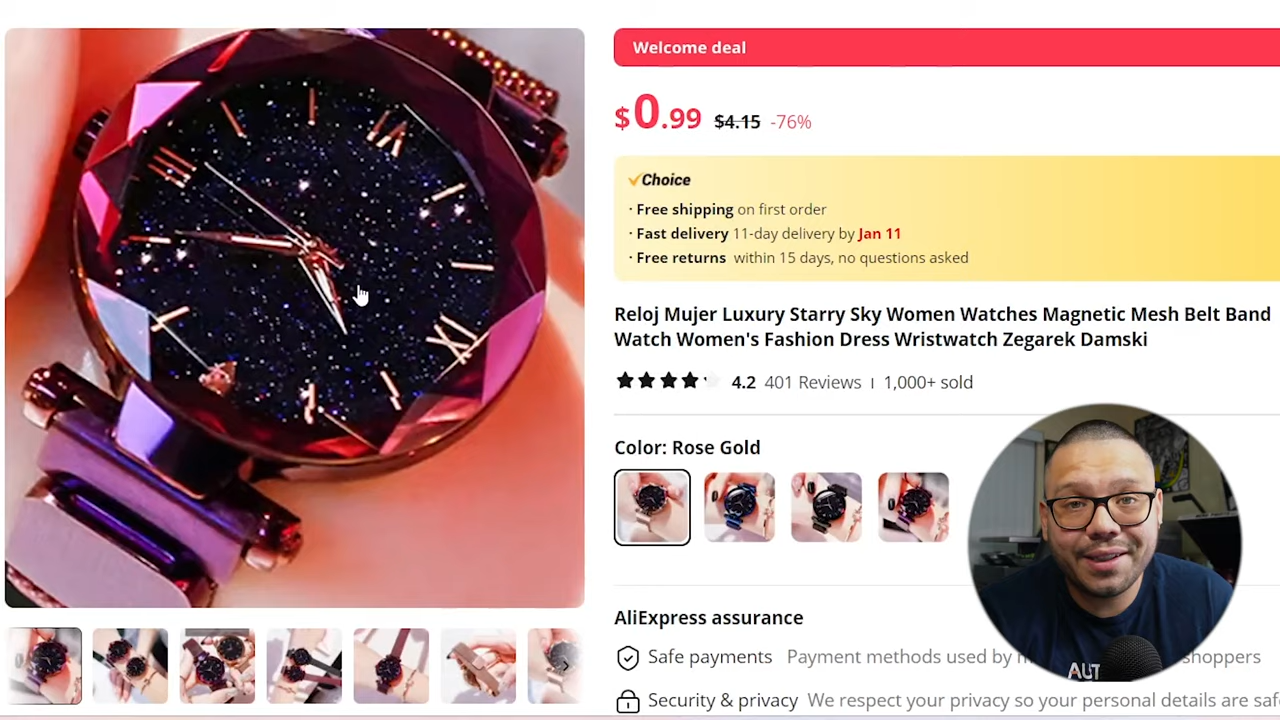 Welcome deal
$0.99 $4.15 -76%
Choice
· Free shipping on first order
· Fast delivery 11-day delivery by Jan 11
· Free returns within 15 days, no questions asked
Reloj Mujer Luxury Starry Sky Women Watches Magnetic Mesh Belt Band
Watch Women's Fashion Dress Wristwatch Zegarek Damski
4.2 401 Reviews | 1,000+ sold
Color: Rose Gold
AliExpress assurance
Safe payments Payment methods used by shoppers
Security & privacy We respect your privacy so your personal details are
AUT